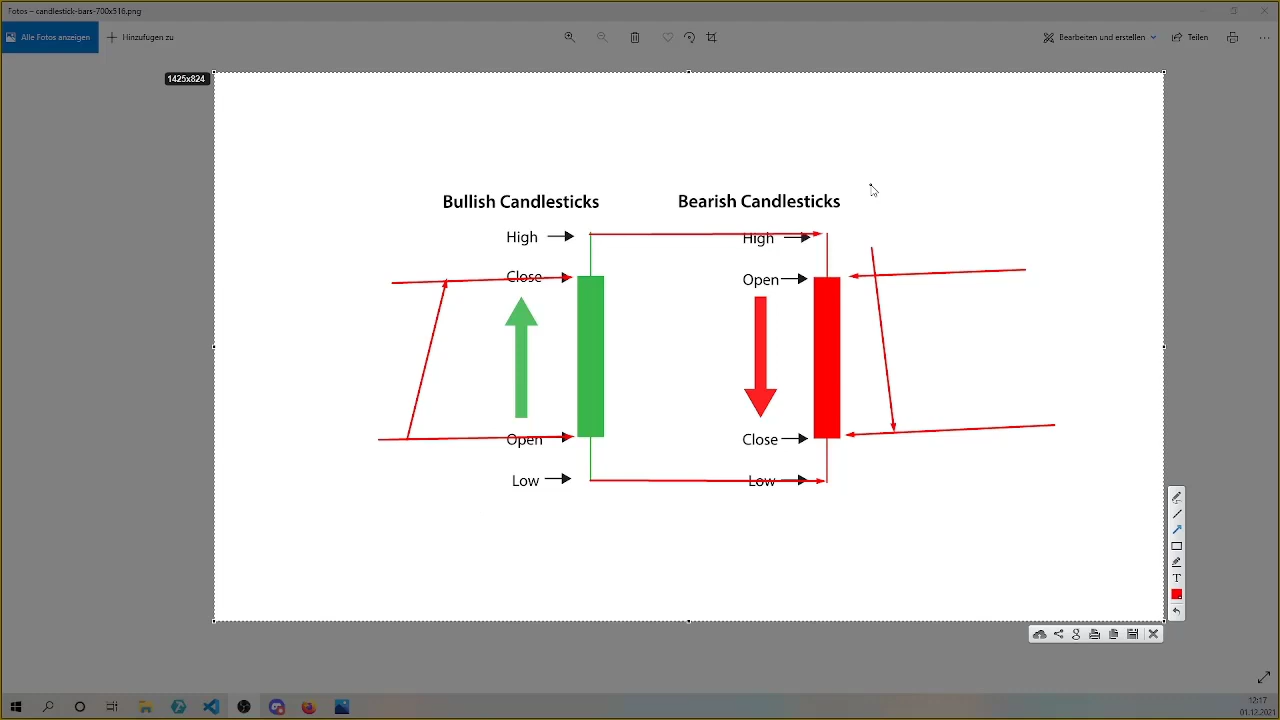 Fotos – candlestick-bars-700x516.png
Alle Fotos anzeigen
Hinzufügen zu
Bearbeiten und erstellen
Teilen
1425x824
Bullish Candlesticks
Bearish Candlesticks
High
High
Close
Open
Open
Close
Low
Low
T
12:17
01.12.2021